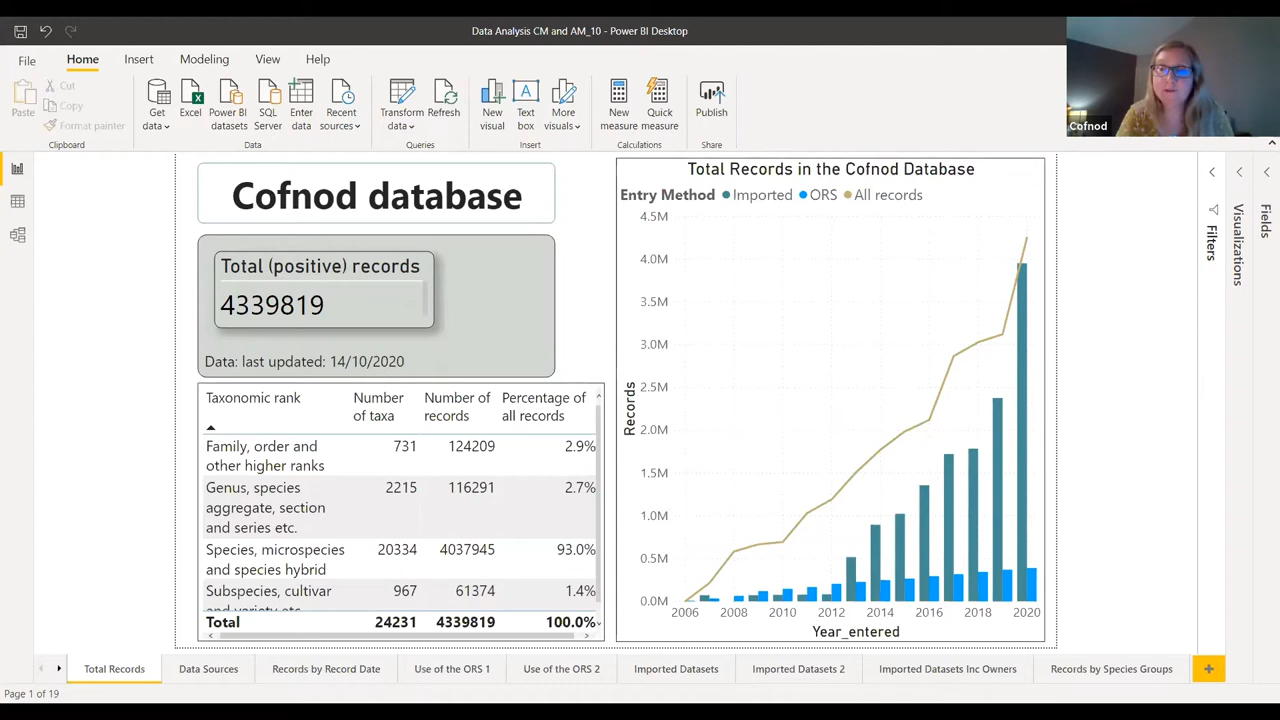 Data Analysis CM and AM_10 - Power BI Desktop
File
Home
Insert
Modeling
View
Help
Paste
Cut
Copy
Format painter
Clipboard
Get data
Excel
Power BI datasets
SQL Server
Enter data
Recent sources
Data
Transform data
Refresh
Queries
New visual
Text box
More visuals
Insert
New measure
Quick measure
Calculations
Publish
Share
Cofnod
Cofnod database
Total (positive) records
4339819
Data: last updated: 14/10/2020
Taxonomic rank Number of taxa Number of records Percentage of all records
Family, order and other higher ranks 731 124209 2.9%
Genus, species aggregate, section and series etc. 2215 116291 2.7%
Species, microspecies and species hybrid 20334 4037945 93.0%
Subspecies, cultivar and variety etc 967 61374 1.4%
Total 24231 4339819 100.0%
Total Records in the Cofnod Database
Entry Method Imported ORS All records
4.5M
4.0M
3.5M
3.0M
2.5M
2.0M
1.5M
1.0M
0.5M
0.0M
Records
2006 2008 2010 2012 2014 2016 2018 2020
Year_entered
Filters
Visualizations
Fields
Total Records
Data Sources
Records by Record Date
Use of the ORS 1
Use of the ORS 2
Imported Datasets
Imported Datasets 2
Imported Datasets Inc Owners
Records by Species Groups
+
Page 1 of 19